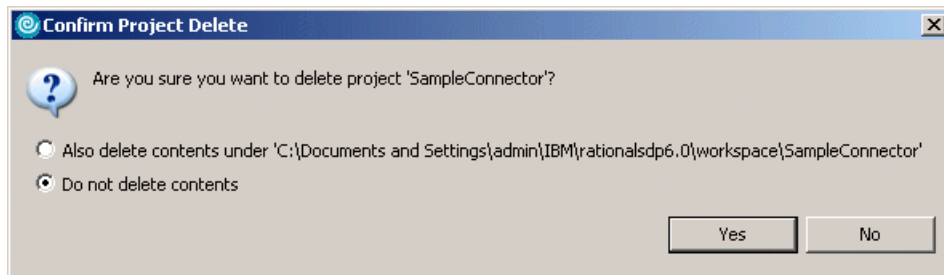 Confirm Project Delete
Are you sure you want to delete project 'SampleConnector'?
Also delete contents under 'C:\Documents and Settings\admin\IBM\rationalsdp6.0\workspace\SampleConnector'
Do not delete contents
Yes No